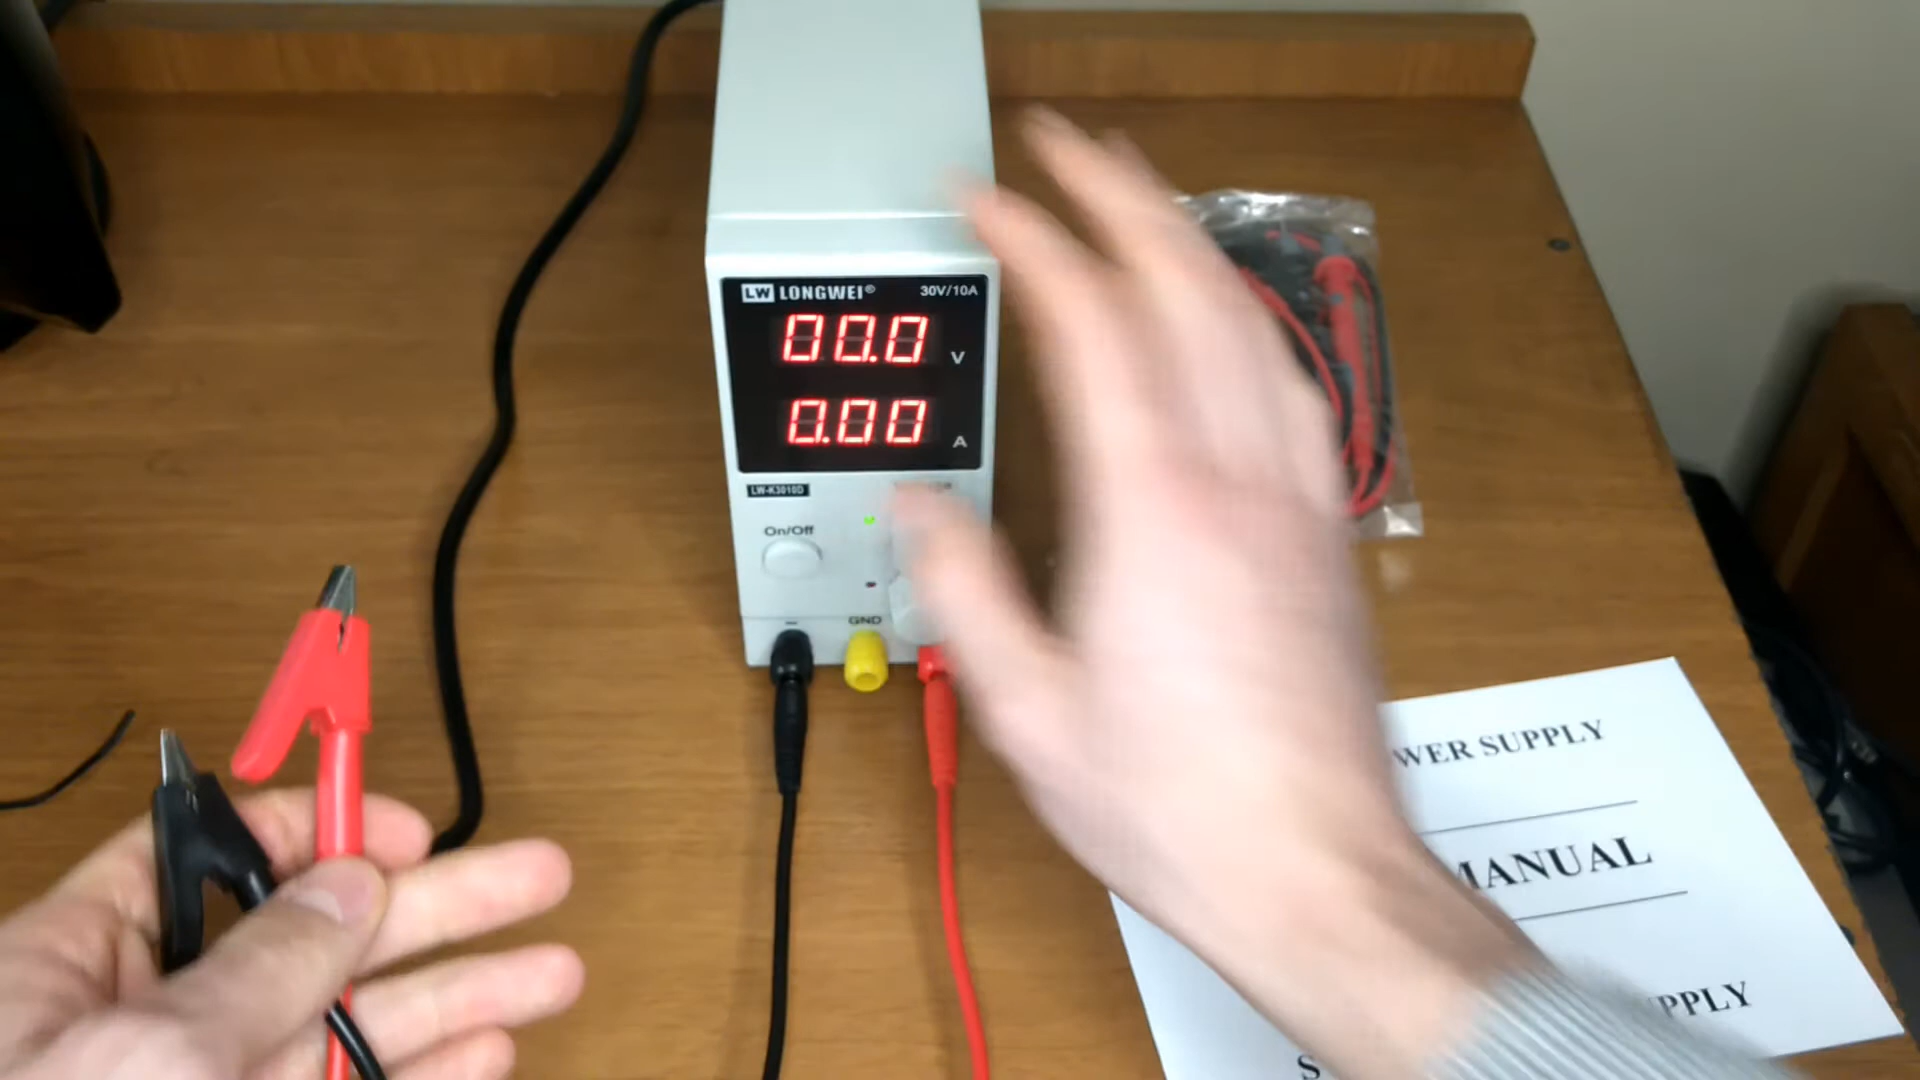 LW LONGWEI® 30V/10A
00.0 V
0.00 A
LW-K3010D
On/Off
— GND
WER SUPPLY
MANUAL
PPLY
S